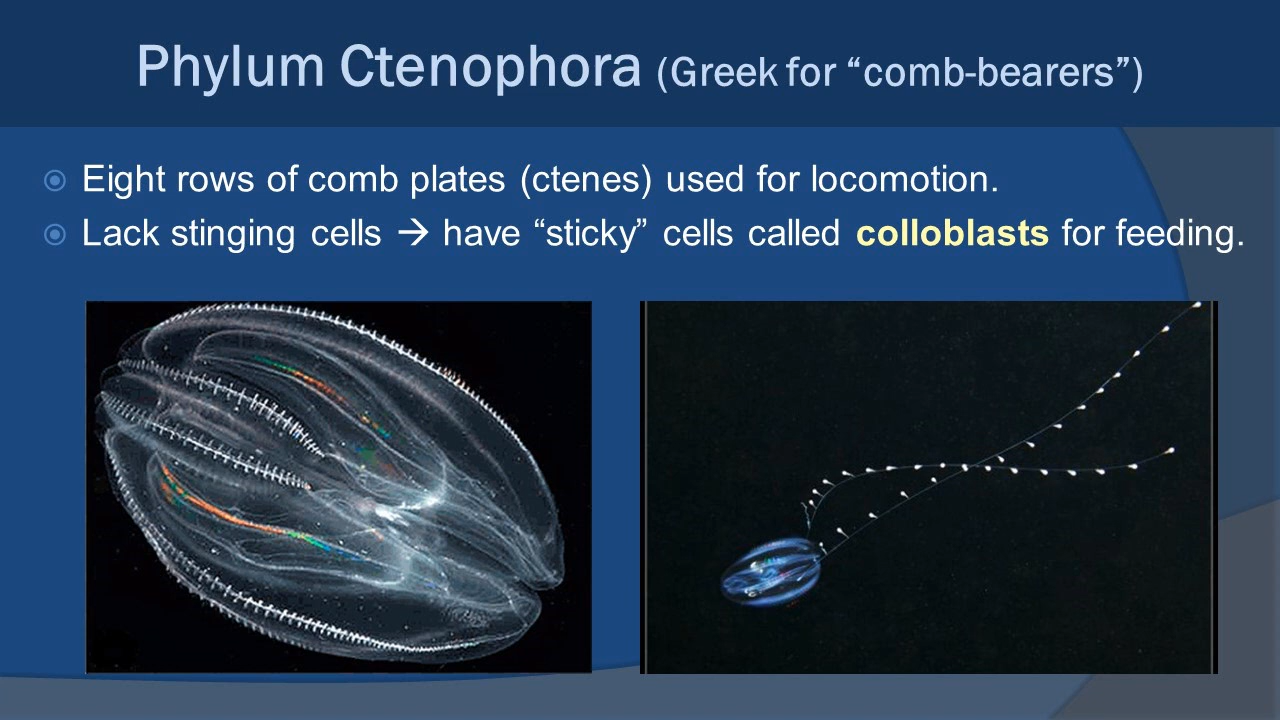 Phylum Ctenophora (Greek for “comb-bearers”)
Eight rows of comb plates (ctenes) used for locomotion.
Lack stinging cells → have “sticky” cells called colloblasts for feeding.